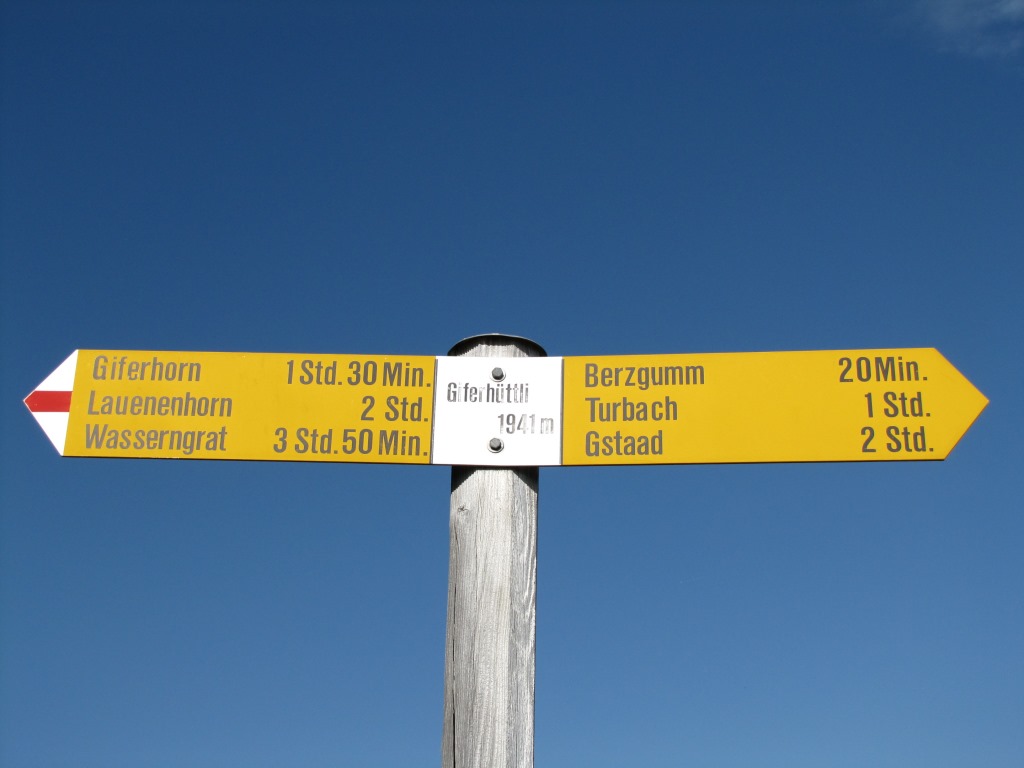 Giferhorn 1 Std. 30 Min.
Lauenenhorn 2 Std.
Wasserngrat 3 Std. 50 Min.
Giferhüttli
1941 m
Berzgumm 20 Min.
Turbach 1 Std.
Gstaad 2 Std.